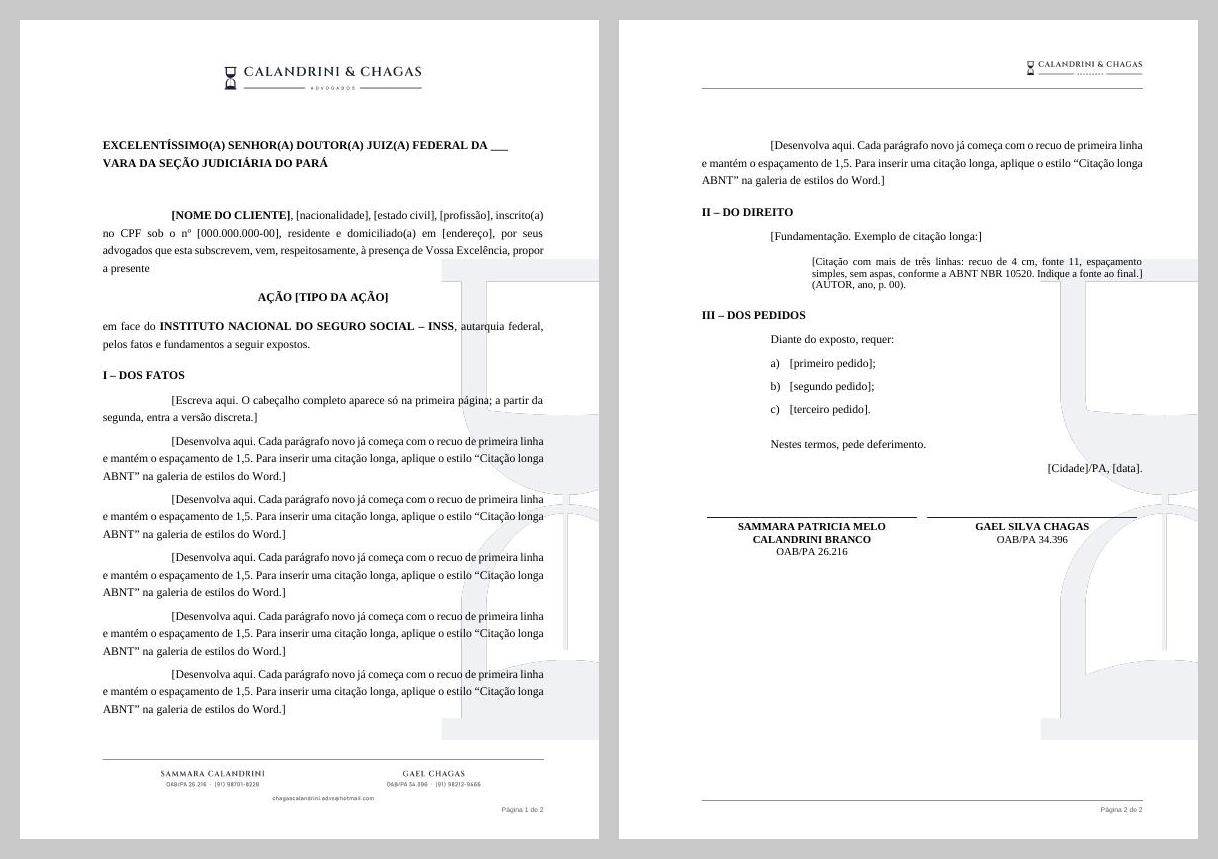 CALANDRINI & CHAGAS
ADVOGADOS
EXCELENTÍSSIMO(A) SENHOR(A) DOUTOR(A) JUIZ(A) FEDERAL DA ___
VARA DA SEÇÃO JUDICIÁRIA DO PARÁ
[NOME DO CLIENTE], [nacionalidade], [estado civil], [profissão], inscrito(a)
no CPF sob o nº [000.000.000-00], residente e domiciliado(a) em [endereço], por seus
advogados que esta subscrevem, vem, respeitosamente, à presença de Vossa Excelência, propor
a presente
AÇÃO [TIPO DA AÇÃO]
em face do INSTITUTO NACIONAL DO SEGURO SOCIAL – INSS, autarquia federal,
pelos fatos e fundamentos a seguir expostos.
I – DOS FATOS
[Escreva aqui. O cabeçalho completo aparece só na primeira página; a partir da
segunda, entra a versão discreta.]
[Desenvolva aqui. Cada parágrafo novo já começa com o recuo de primeira linha
e mantém o espaçamento de 1,5. Para inserir uma citação longa, aplique o estilo “Citação longa
ABNT” na galeria de estilos do Word.]
[Desenvolva aqui. Cada parágrafo novo já começa com o recuo de primeira linha
e mantém o espaçamento de 1,5. Para inserir uma citação longa, aplique o estilo “Citação longa
ABNT” na galeria de estilos do Word.]
[Desenvolva aqui. Cada parágrafo novo já começa com o recuo de primeira linha
e mantém o espaçamento de 1,5. Para inserir uma citação longa, aplique o estilo “Citação longa
ABNT” na galeria de estilos do Word.]
[Desenvolva aqui. Cada parágrafo novo já começa com o recuo de primeira linha
e mantém o espaçamento de 1,5. Para inserir uma citação longa, aplique o estilo “Citação longa
ABNT” na galeria de estilos do Word.]
[Desenvolva aqui. Cada parágrafo novo já começa com o recuo de primeira linha
e mantém o espaçamento de 1,5. Para inserir uma citação longa, aplique o estilo “Citação longa
ABNT” na galeria de estilos do Word.]
SAMMARA CALANDRINI
OAB/PA 26.216 · (91) 98701-8228
GAEL CHAGAS
OAB/PA 34.396 · (91) 98212-9466
chagascalandrini.advs@hotmail.com
Página 1 de 2
CALANDRINI & CHAGAS
[Desenvolva aqui. Cada parágrafo novo já começa com o recuo de primeira linha
e mantém o espaçamento de 1,5. Para inserir uma citação longa, aplique o estilo “Citação longa
ABNT” na galeria de estilos do Word.]
II – DO DIREITO
[Fundamentação. Exemplo de citação longa:]
[Citação com mais de três linhas: recuo de 4 cm, fonte 11, espaçamento
simples, sem aspas, conforme a ABNT NBR 10520. Indique a fonte ao final.]
(AUTOR, ano, p. 00).
III – DOS PEDIDOS
Diante do exposto, requer:
a) [primeiro pedido];
b) [segundo pedido];
c) [terceiro pedido].
Nestes termos, pede deferimento.
[Cidade]/PA, [data].
SAMMARA PATRICIA MELO
CALANDRINI BRANCO
OAB/PA 26.216
GAEL SILVA CHAGAS
OAB/PA 34.396
Página 2 de 2